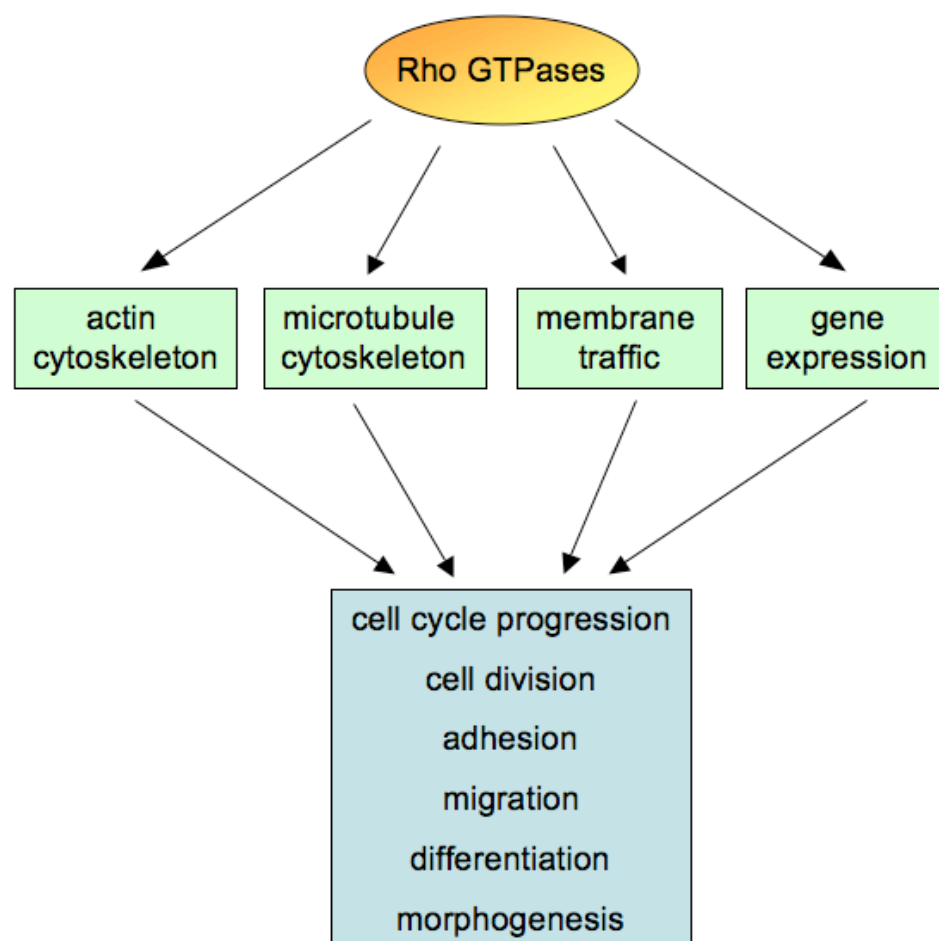 Rho GTPases
actin
cytoskeleton
microtubule
cytoskeleton
membrane
traffic
gene
expression
cell cycle progression
cell division
adhesion
migration
differentiation
morphogenesis